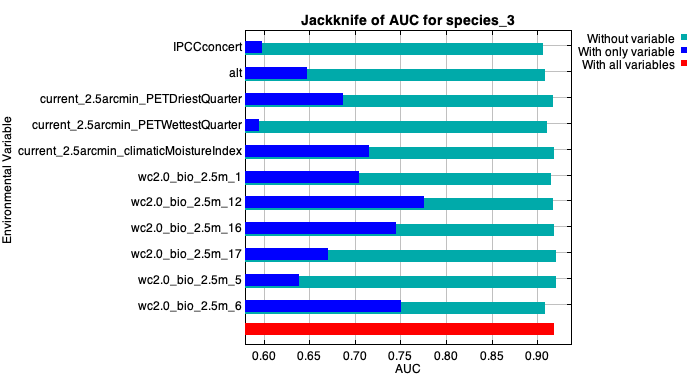 Jackknife of AUC for species_3
Without variable
With only variable
With all variables
Environmental Variable
IPCCconcert
alt
current_2.5arcmin_PETDriestQuarter
current_2.5arcmin_PETWettestQuarter
current_2.5arcmin_climaticMoistureIndex
wc2.0_bio_2.5m_1
wc2.0_bio_2.5m_12
wc2.0_bio_2.5m_16
wc2.0_bio_2.5m_17
wc2.0_bio_2.5m_5
wc2.0_bio_2.5m_6
0.60 0.65 0.70 0.75 0.80 0.85 0.90
AUC